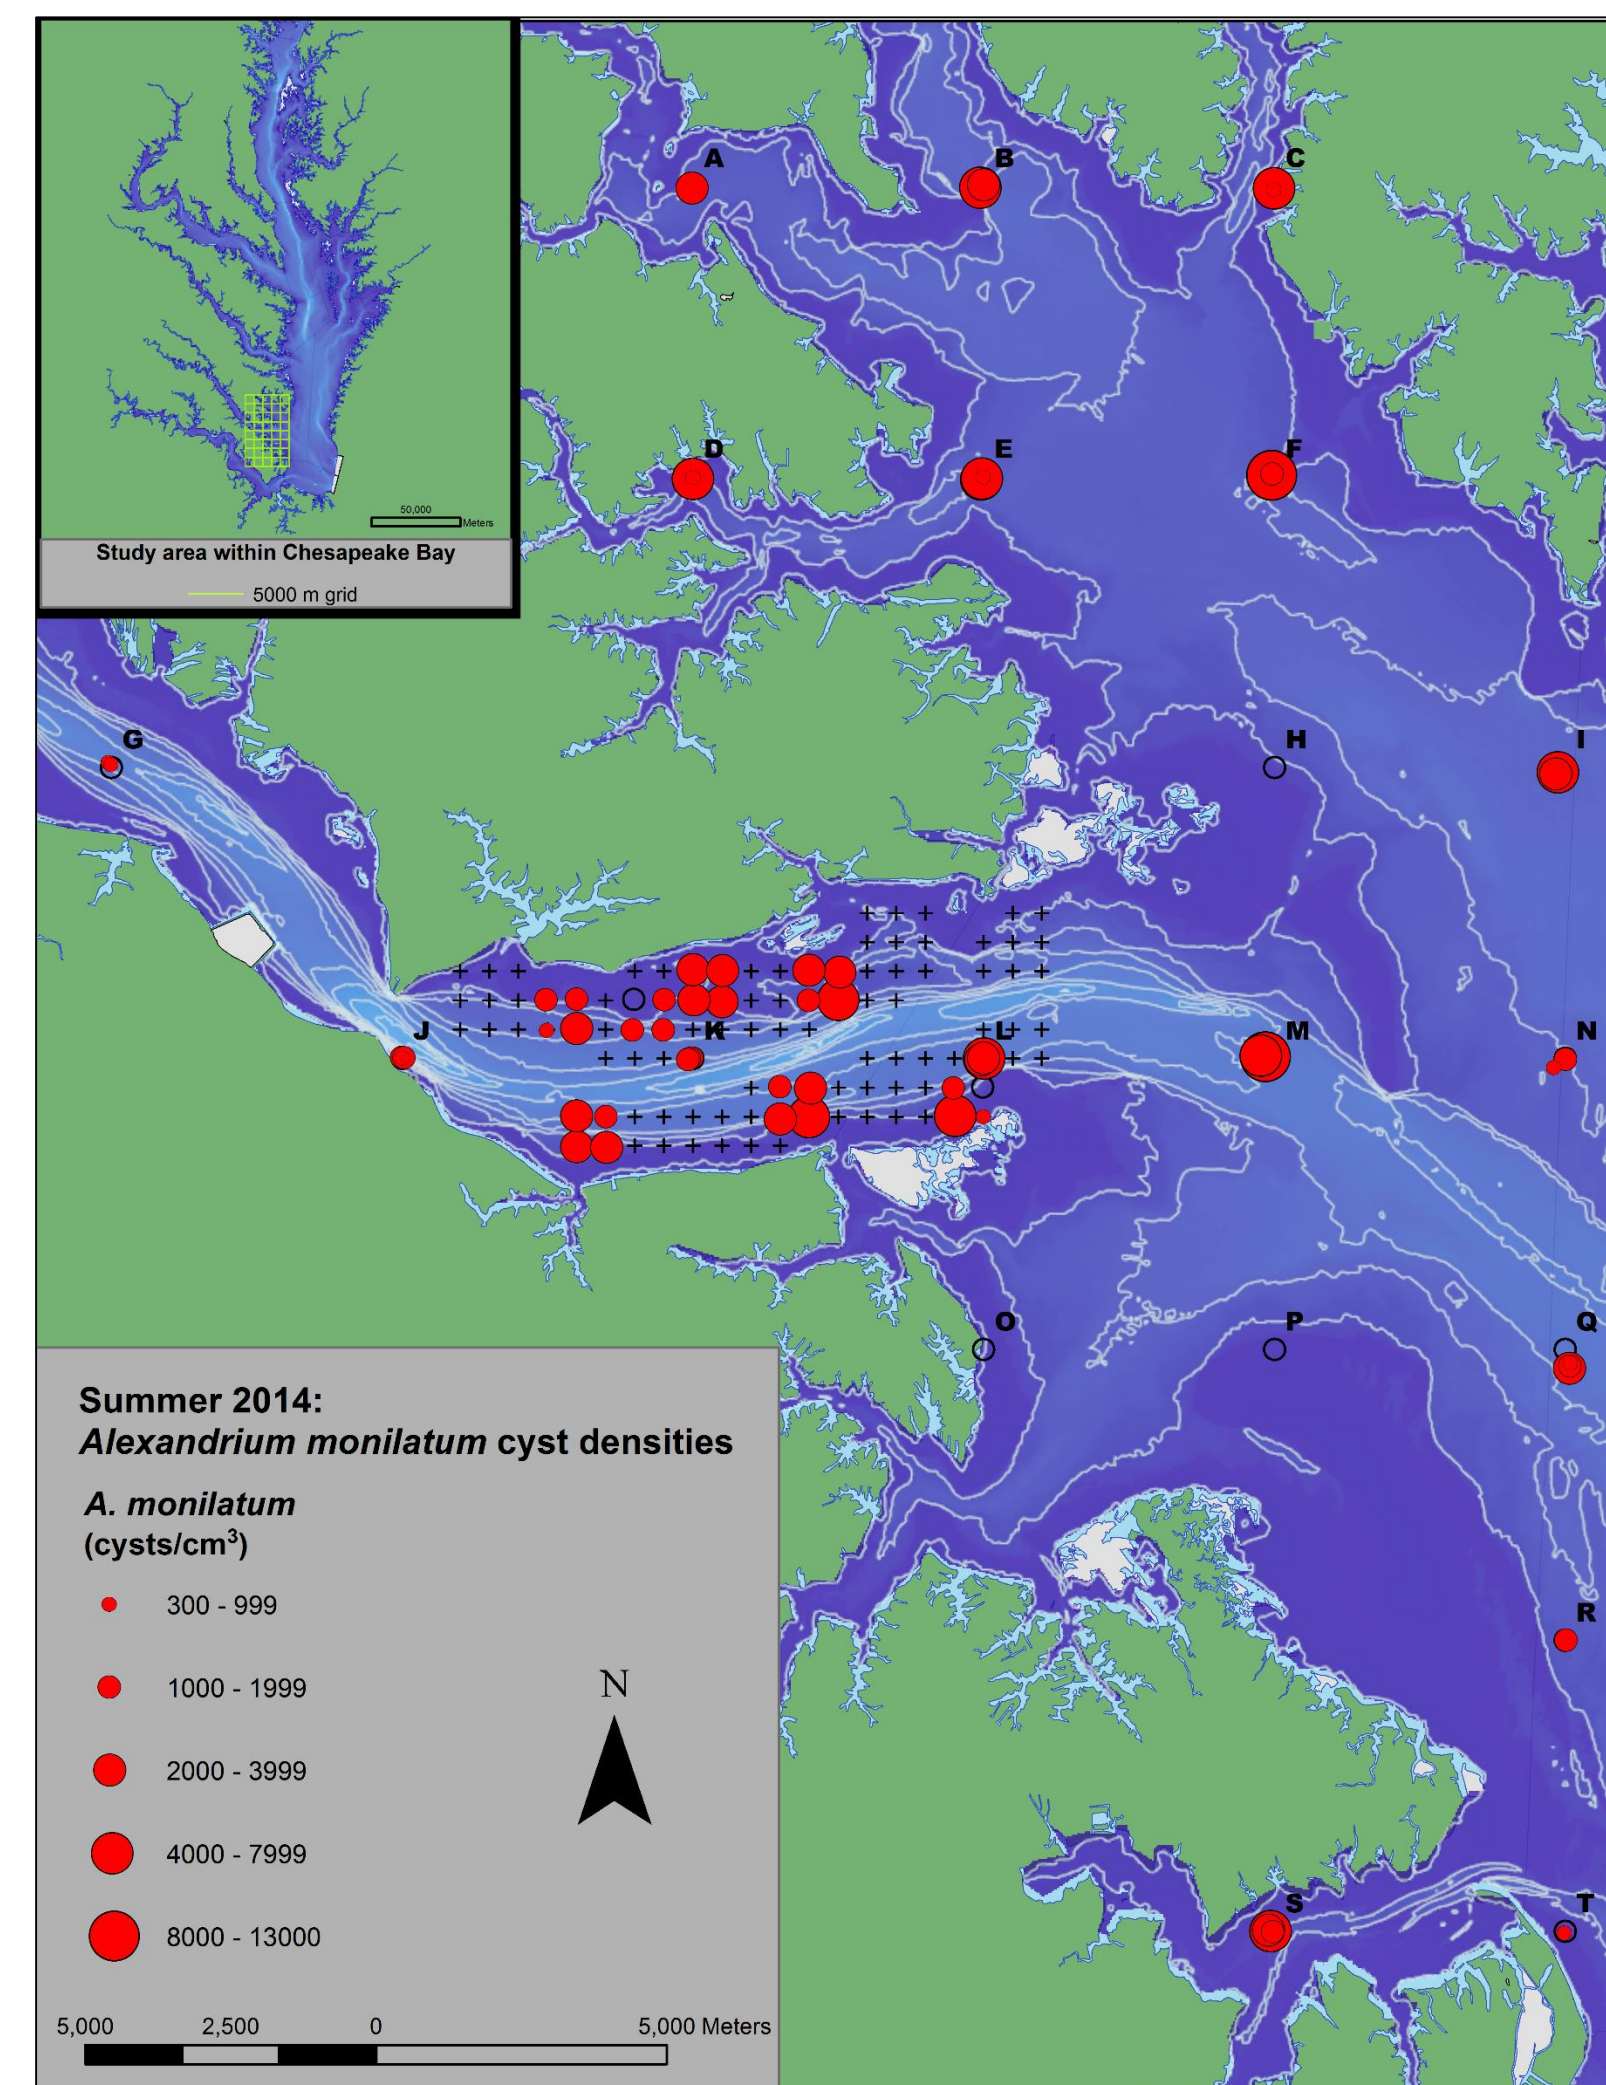 50,000
Meters
Study area within Chesapeake Bay
5000 m grid
A
B
C
D
E
F
G
H
I
J
K
L
M
N
O
P
Q
R
S
T
Summer 2014:
Alexandrium monilatum cyst densities
A. monilatum
(cysts/cm³)
300 - 999
1000 - 1999
2000 - 3999
4000 - 7999
8000 - 13000
N
5,000 2,500 0 5,000 Meters